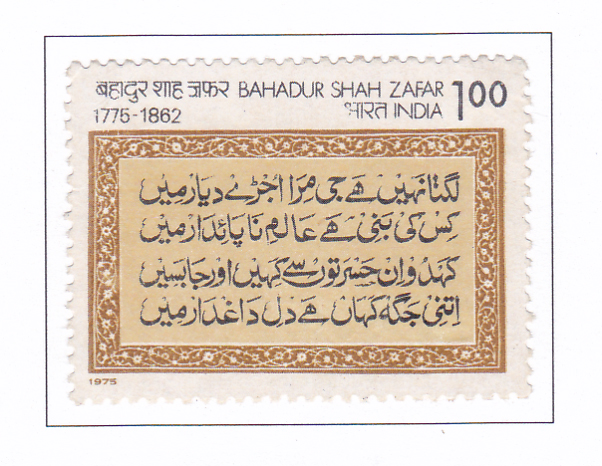 बहादुर शाह ज़फर BAHADUR SHAH ZAFAR 1.00
1775-1862 भारत INDIA
لگتا نہیں ہے جی مرا اجڑے دیار میں
کس کی بنی ہے عالم ناپائدار میں
کہدو ان حسرتوں سے کہیں اور جا بسیں
اتنی جگہ کہاں ہے دل داغدار میں
1975